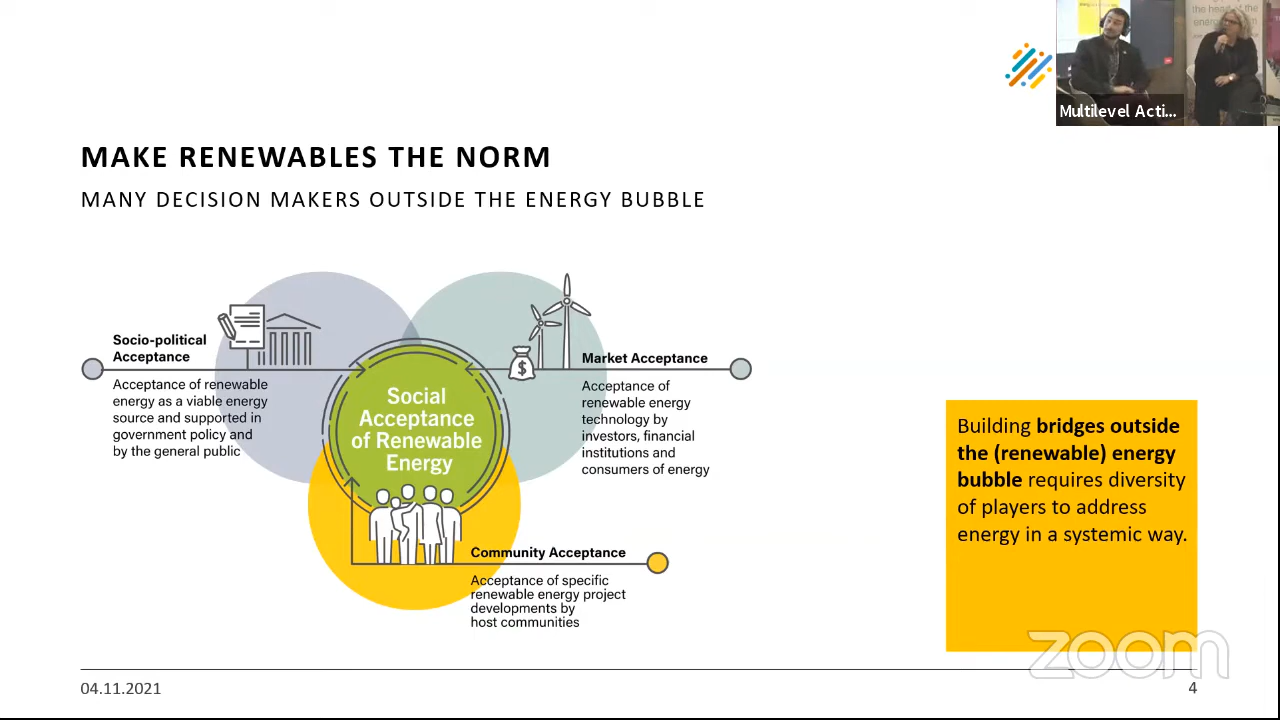 the head of the
Multilevel Acti...
MAKE RENEWABLES THE NORM
MANY DECISION MAKERS OUTSIDE THE ENERGY BUBBLE
Socio-political
Acceptance
Acceptance of renewable
energy as a viable energy
source and supported in
government policy and
by the general public
Market Acceptance
Acceptance of
renewable energy
technology by
investors, financial
institutions and
consumers of energy
$
Social
Acceptance
of Renewable
Energy
Community Acceptance
Acceptance of specific
renewable energy project
developments by
host communities
Building bridges outside
the (renewable) energy
bubble requires diversity
of players to address
energy in a systemic way.
zoom
04.11.2021
4